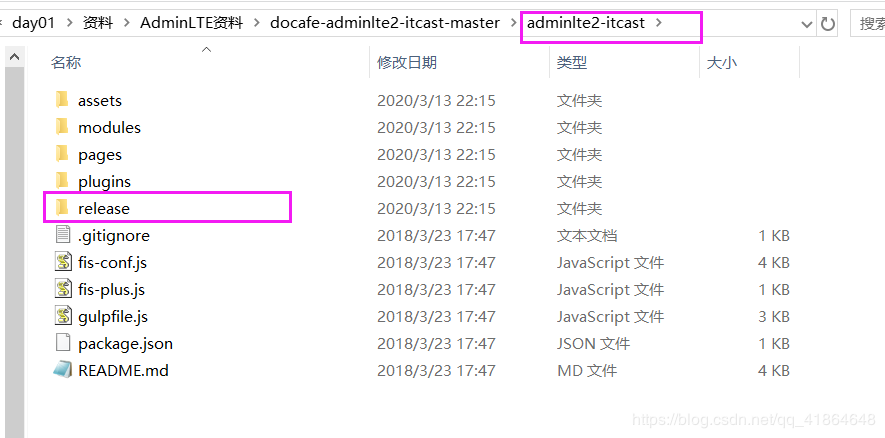 day01 > 资料 > AdminLTE资料 > docafe-adminlte2-itcast-master > adminlte2-itcast > 搜索
名称 修改日期 类型 大小
assets 2020/3/13 22:15 文件夹
modules 2020/3/13 22:15 文件夹
pages 2020/3/13 22:15 文件夹
plugins 2020/3/13 22:15 文件夹
release 2020/3/13 22:15 文件夹
.gitignore 2018/3/23 17:47 文本文档 1 KB
fis-conf.js 2018/3/23 17:47 JavaScript 文件 4 KB
fis-plus.js 2018/3/23 17:47 JavaScript 文件 1 KB
gulpfile.js 2018/3/23 17:47 JavaScript 文件 3 KB
package.json 2018/3/23 17:47 JSON 文件 1 KB
README.md 2018/3/23 17:47 MD 文件 4 KB
https://blog.csdn.net/qq_41864648